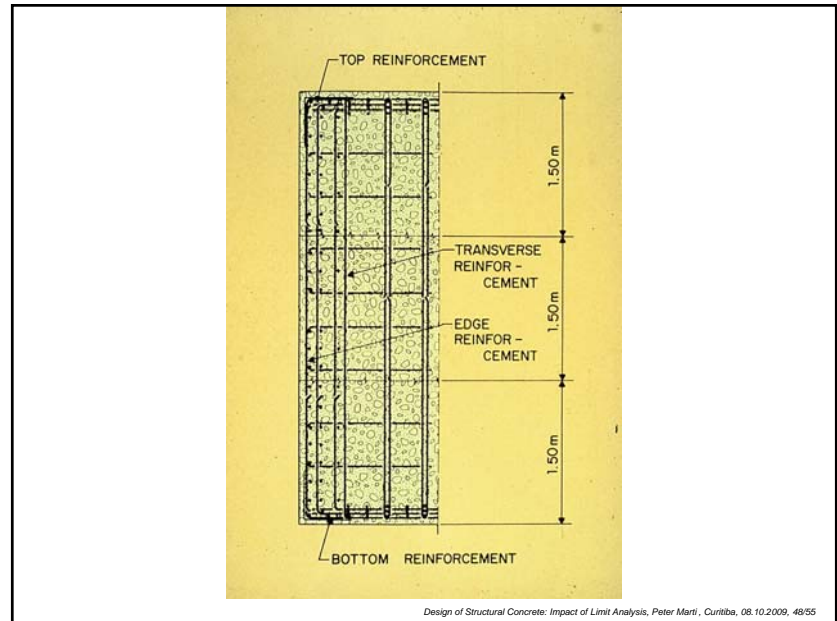 TOP REINFORCEMENT
1.50 m
TRANSVERSE
REINFOR -
CEMENT
1.50 m
EDGE
REINFOR -
CEMENT
1.50 m
BOTTOM REINFORCEMENT
Design of Structural Concrete: Impact of Limit Analysis, Peter Marti , Curitiba, 08.10.2009, 48/55